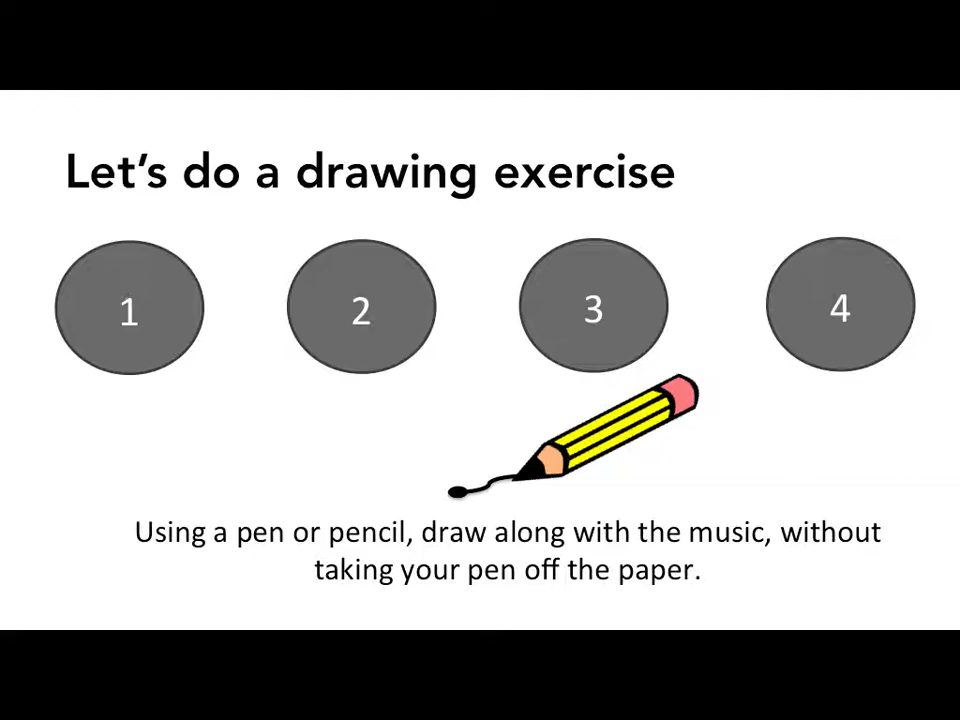 Let’s do a drawing exercise
1 2 3 4
Using a pen or pencil, draw along with the music, without
taking your pen off the paper.